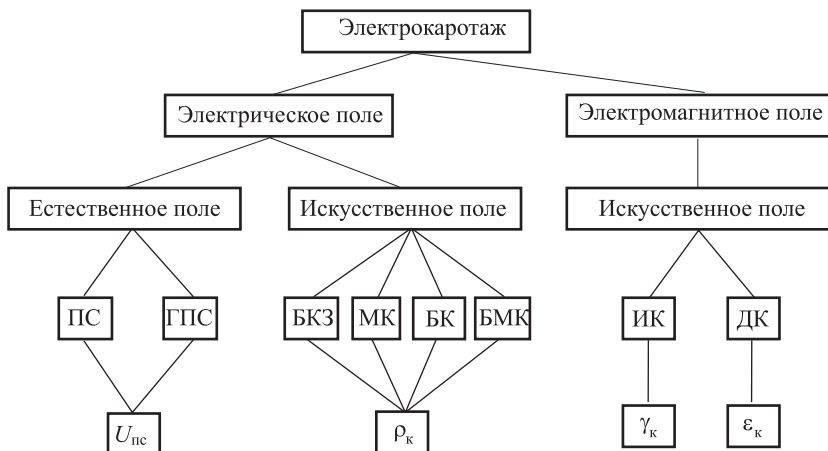 Электрокаротаж
Электрическое поле
Электромагнитное поле
Естественное поле
Искусственное поле
Искусственное поле
ПС
ГПС
БКЗ
МК
БК
БМК
ИК
ДК
Uпс
ρк
γк
εк